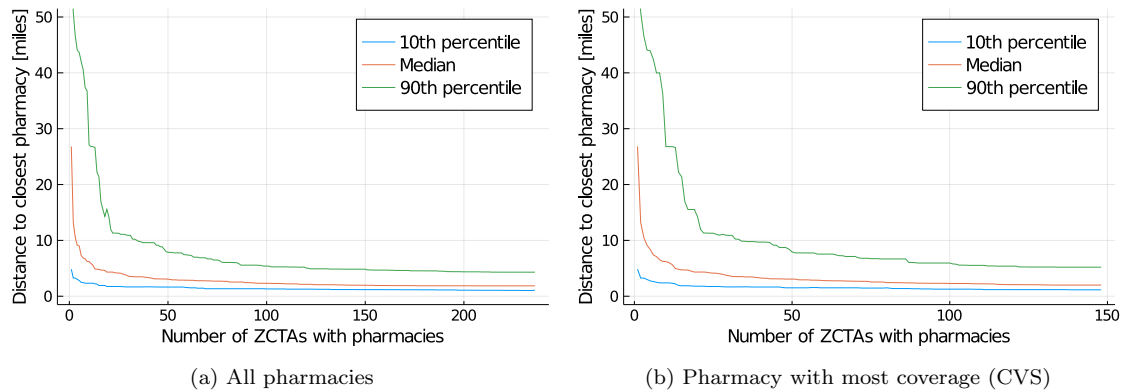 50
40
30
20
10
0
Distance to closest pharmacy [miles]
10th percentile
Median
90th percentile
0 50 100 150 200
Number of ZCTAs with pharmacies
(a) All pharmacies
50
40
30
20
10
0
Distance to closest pharmacy [miles]
10th percentile
Median
90th percentile
0 50 100 150
Number of ZCTAs with pharmacies
(b) Pharmacy with most coverage (CVS)